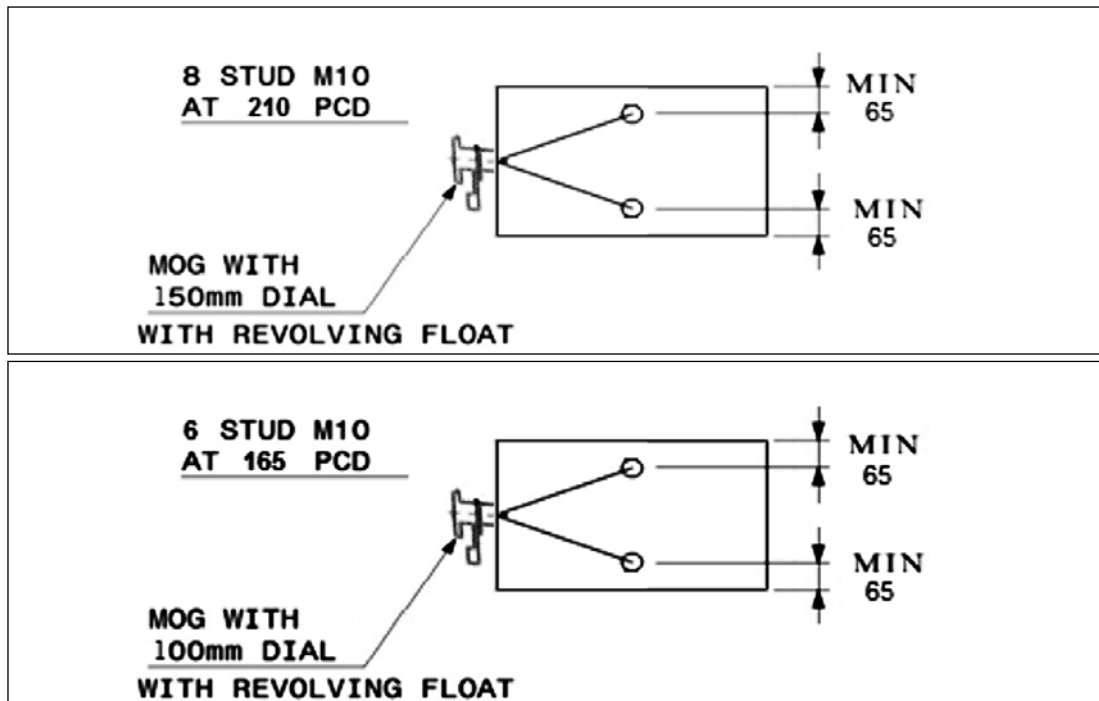 8 STUD M10
AT 210 PCD
MIN
65
MIN
65
MOG WITH
150mm DIAL
WITH REVOLVING FLOAT
6 STUD M10
AT 165 PCD
MIN
65
MIN
65
MOG WITH
100mm DIAL
WITH REVOLVING FLOAT